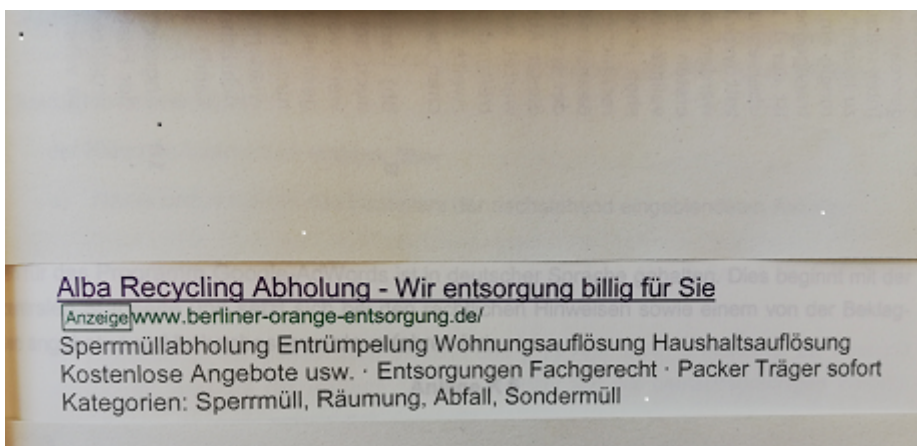 Alba Recycling Abholung - Wir entsorgung billig für Sie
Anzeige www.berliner-orange-entsorgung.de/
Sperrmüllabholung Entrümpelung Wohnungsauflösung Haushaltsauflösung
Kostenlose Angebote usw. · Entsorgungen Fachgerecht · Packer Träger sofort
Kategorien: Sperrmüll, Räumung, Abfall, Sondermüll